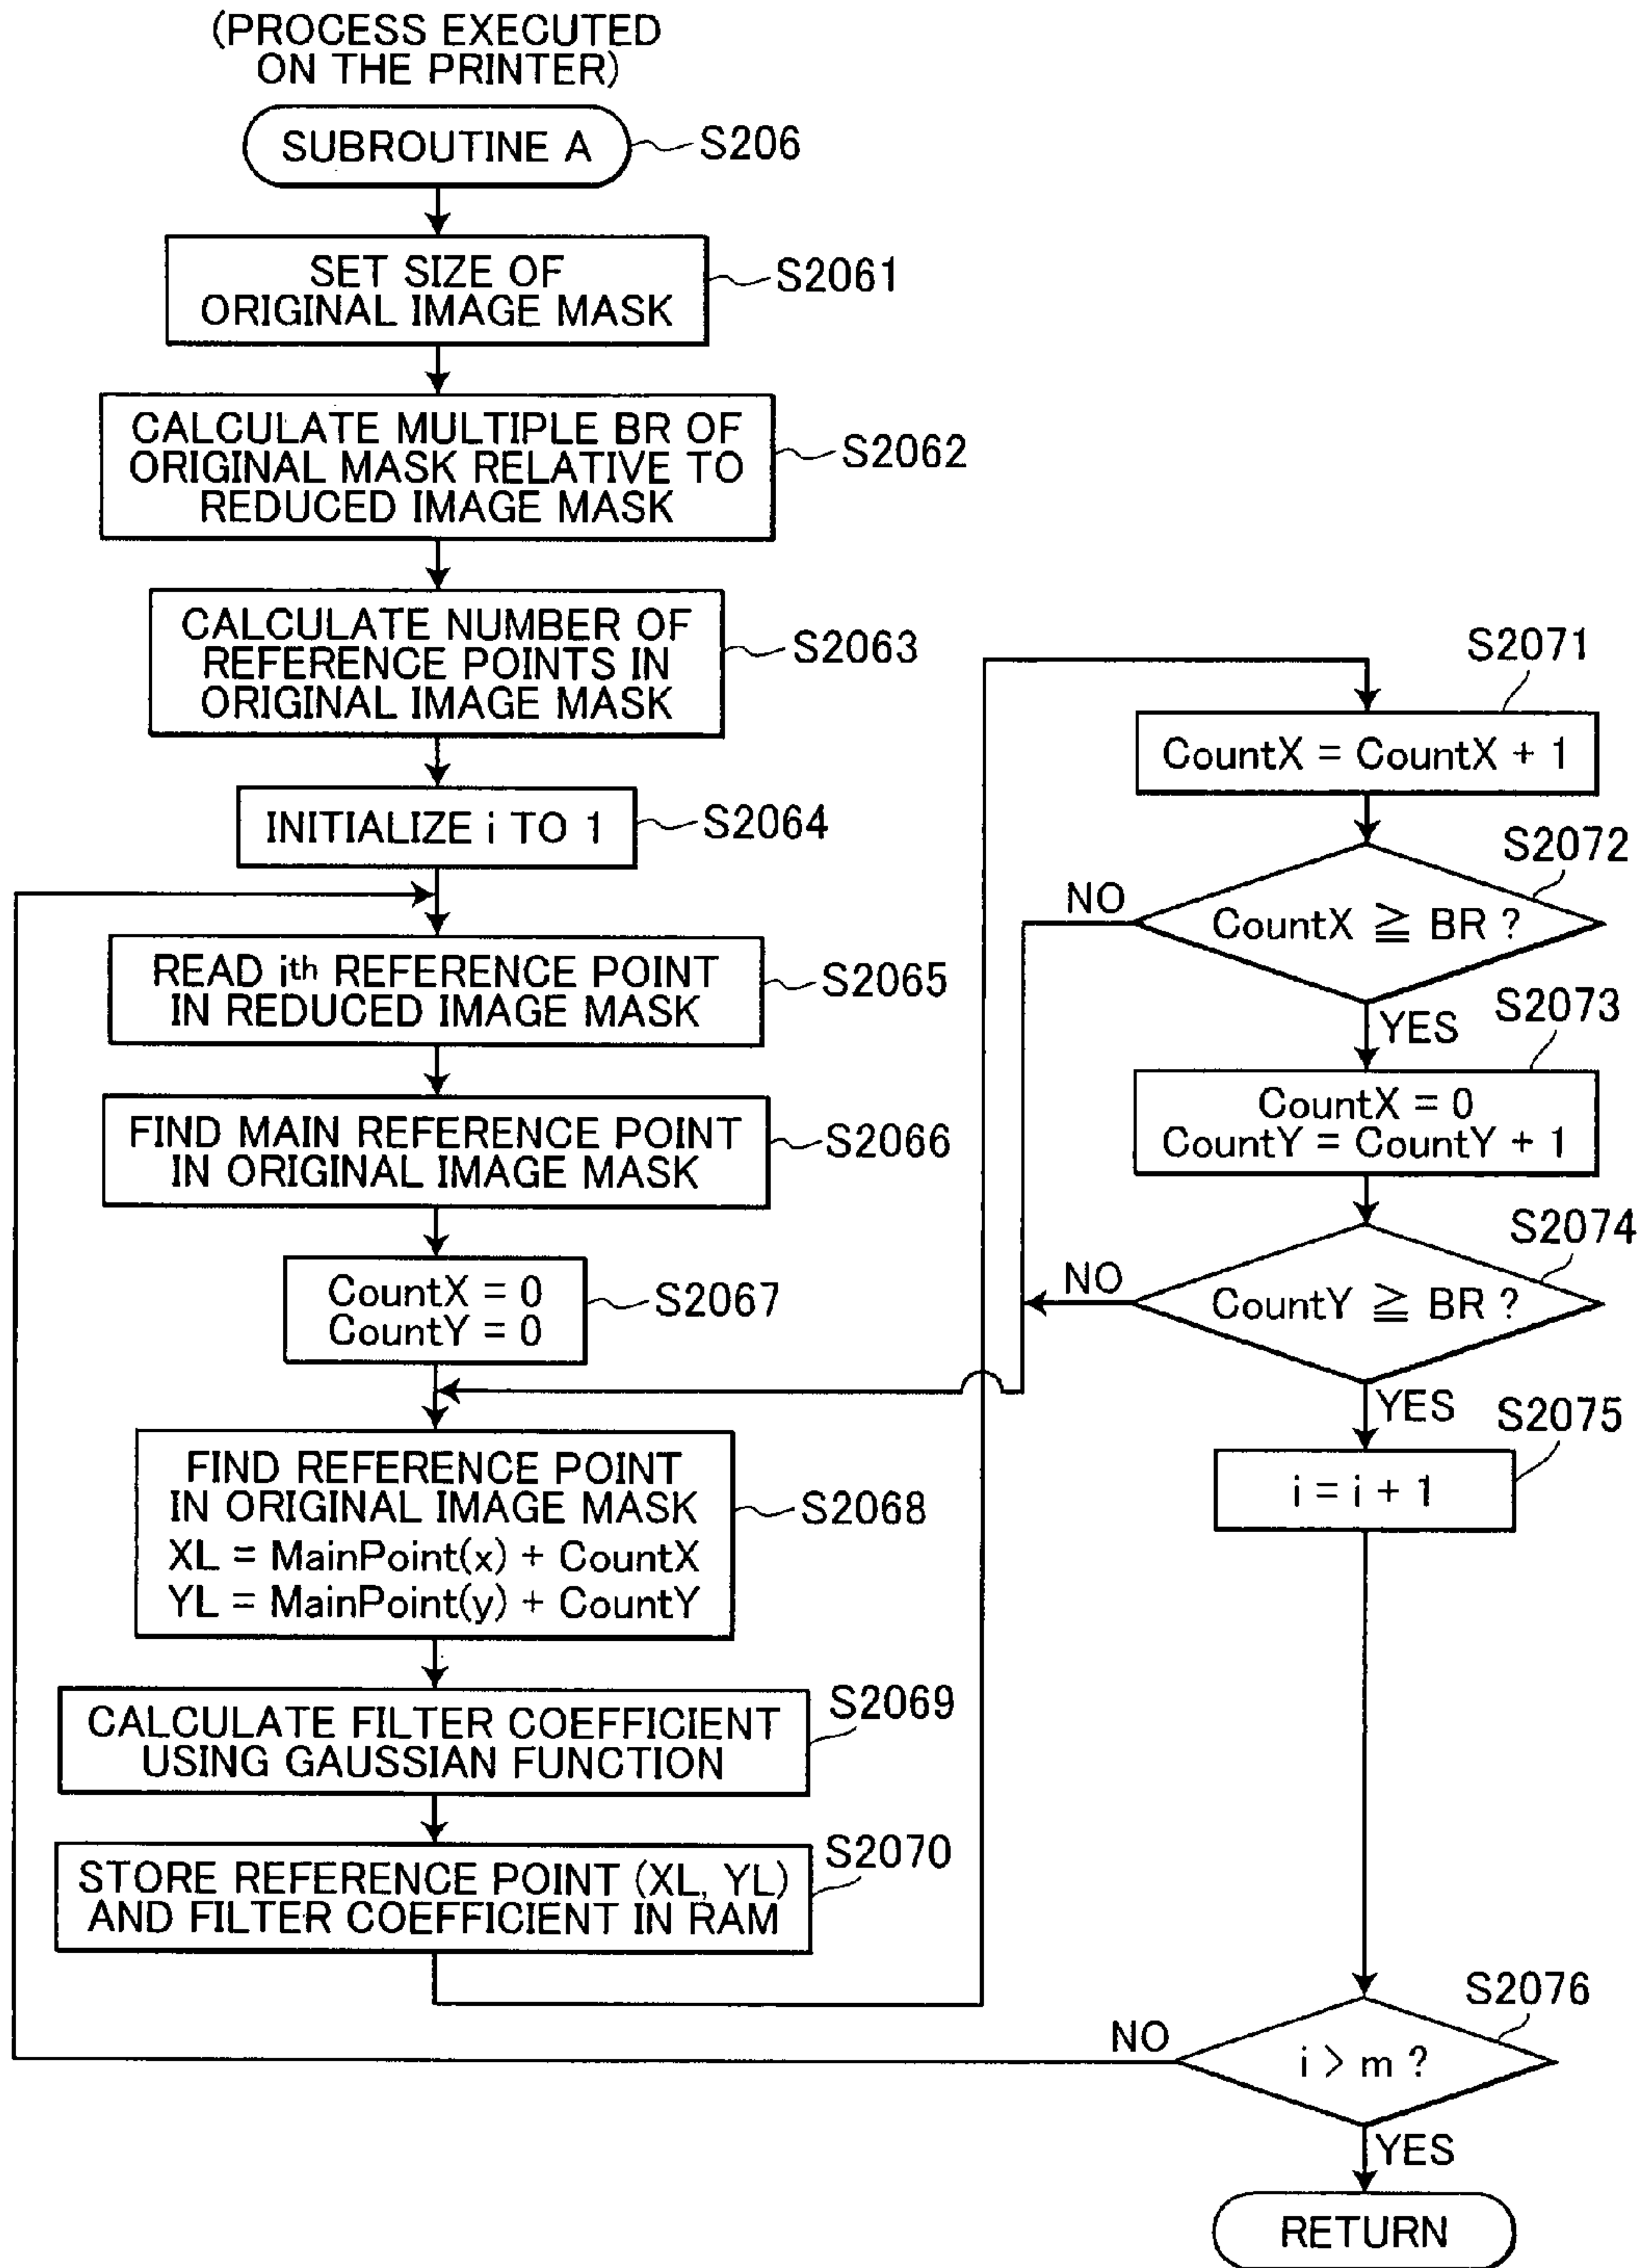 (PROCESS EXECUTED
ON THE PRINTER)
SUBROUTINE A
S206
SET SIZE OF
ORIGINAL IMAGE MASK
S2061
CALCULATE MULTIPLE BR OF
ORIGINAL MASK RELATIVE TO
REDUCED IMAGE MASK
S2062
CALCULATE NUMBER OF
REFERENCE POINTS IN
ORIGINAL IMAGE MASK
S2063
INITIALIZE i TO 1
S2064
READ ith REFERENCE POINT
IN REDUCED IMAGE MASK
S2065
FIND MAIN REFERENCE POINT
IN ORIGINAL IMAGE MASK
S2066
CountX = 0
CountY = 0
S2067
FIND REFERENCE POINT
IN ORIGINAL IMAGE MASK
XL = MainPoint(x) + CountX
YL = MainPoint(y) + CountY
S2068
CALCULATE FILTER COEFFICIENT
USING GAUSSIAN FUNCTION
S2069
STORE REFERENCE POINT (XL, YL)
AND FILTER COEFFICIENT IN RAM
S2070
S2071
CountX = CountX + 1
S2072
NO
CountX ≧ BR ?
YES
S2073
CountX = 0
CountY = CountY + 1
S2074
NO
CountY ≧ BR ?
YES
S2075
i = i + 1
S2076
NO
i > m ?
YES
RETURN